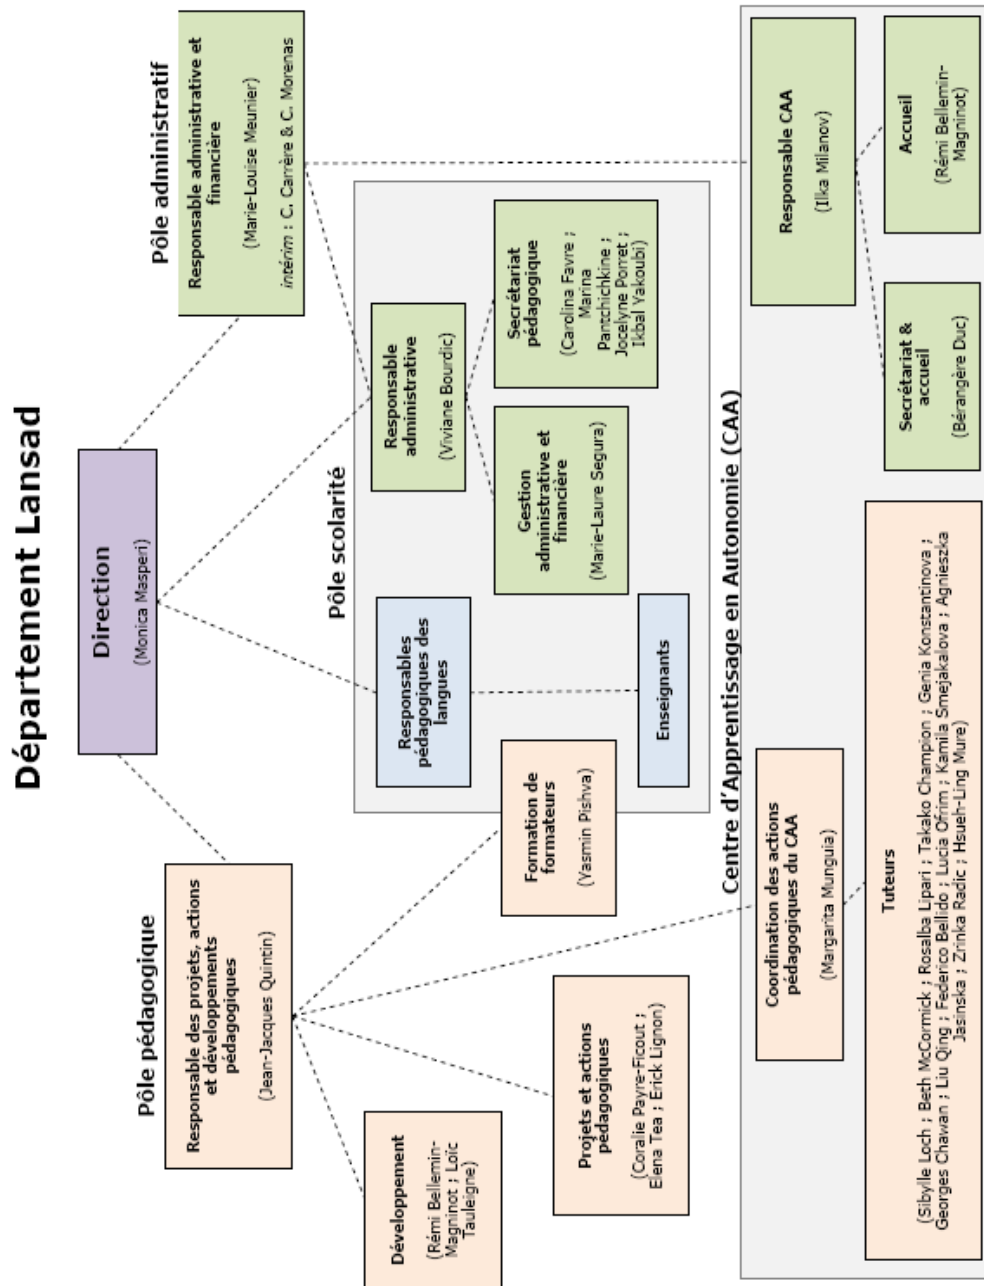 Département Lansad
Direction
(Monica Masperi)
Pôle pédagogique
Responsable des projets, actions
et développements
pédagogiques
(Jean-Jacques Quintin)
Pôle administratif
Responsable administrative et
financière
(Marie-Louise Meunier)
intérim : C. Carrère & C. Morenas
Pôle scolarité
Responsables
pédagogiques des
langues
Responsable
administrative
(Viviane Bourdic)
Développement
(Rémi Bellemin-
Magninot ; Loïc
Tauleigne)
Formation de
formateurs
(Yasmin Pishva)
Gestion
administrative et
financière
(Marie-Laure Segura)
Secrétariat
pédagogique
(Carolina Favre ;
Marina
Pantchichkine ;
Jocelyne Porret ;
Ikbal Yakoubi)
Projets et actions
pédagogiques
(Coralie Payre-Ficout ;
Elena Tea ; Erick Lignon)
Enseignants
Centre d'Apprentissage en Autonomie (CAA)
Coordination des actions
pédagogiques du CAA
(Margarita Munguia)
Responsable CAA
(Ilka Milanov)
Tuteurs
(Sibylle Loch ; Beth McCormick ; Rosalba Lipari ; Takako Champion ; Genia Konstantinova ;
Georges Chawan ; Liu Qing ; Federico Bellido ; Lucia Ofrim ; Kamila Smejakalova ; Agnieszka
Jasinska ; Zrinka Radic ; Hsueh-Ling Mure)
Secrétariat &
accueil
(Bérangère Duc)
Accueil
(Rémi Bellemin-
Magninot)